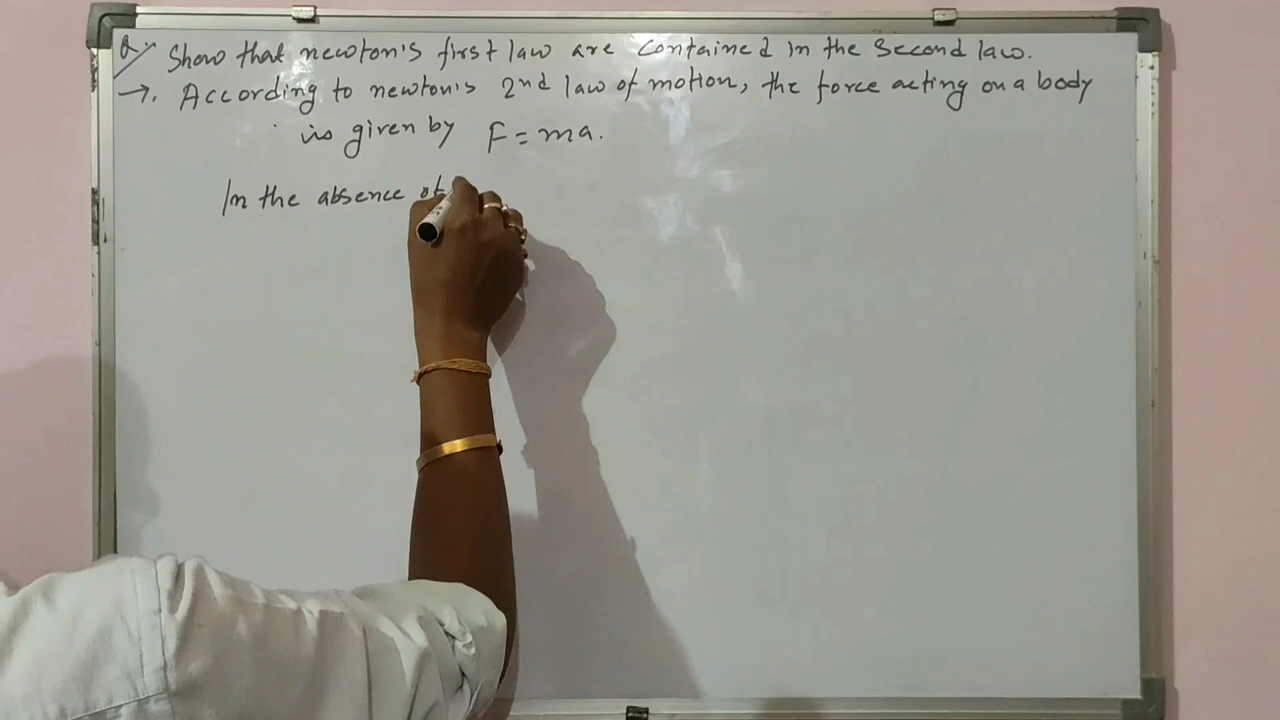 Q/ Show that newton's first law are contained in the second law.
→. According to newton's 2nd law of motion, the force acting on a body
is given by F = ma.
In the absence of